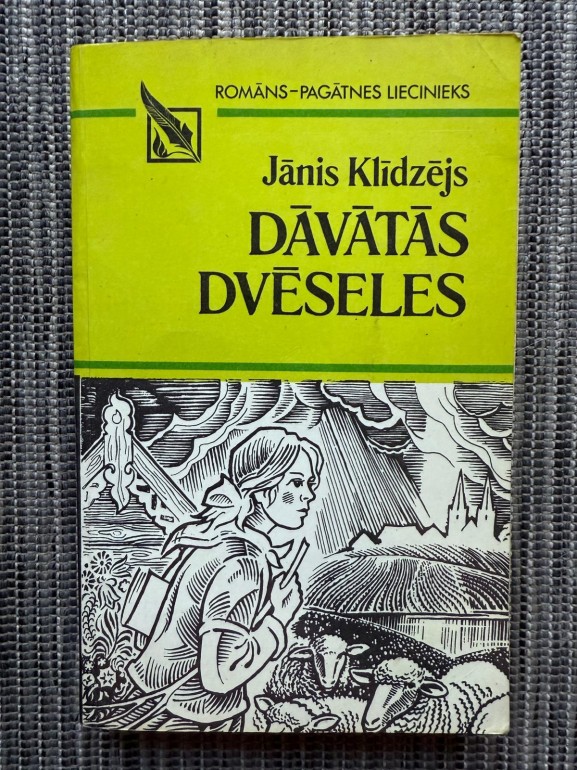 ROMĀNS-PAGĀTNES LIECINIEKS
Jānis Klīdzējs
DĀVĀTĀS
DVĒSELES